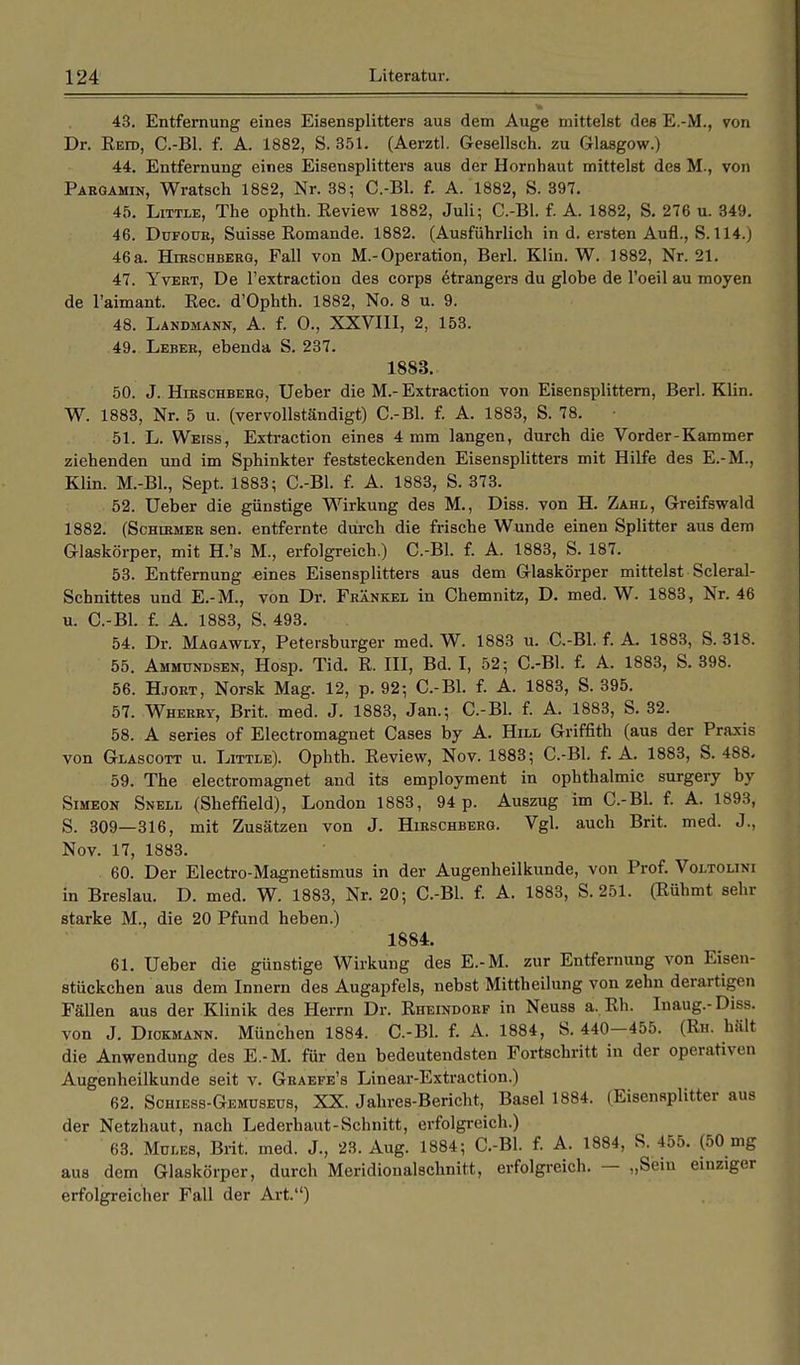 124 Literatur.
43. Entfernung eines Eisensplitters aus dem Auge mittelst des E.-M., von
Dr. Reid, C.-Bl. f. A. 1882, S. 351. (Aerztl. Gesellsch. zu Glasgow.)
44. Entfernung eines Eisensplitters aus der Hornhaut mittelst des M., von
Pargamin, Wratsch 1882, Nr. 38; C.-Bl. f. A. 1882, S. 397.
45. Little, The ophth. Review 1882, Juli; C.-Bl. f. A. 1882, S. 276 u. 349.
46. Dufour, Suisse Romande. 1882. (Ausführlich in d. ersten Aufl., S. 114.)
46a. Hirschberg, Fall von M.-Operation, Berl. Klin. W. 1882, Nr. 21.
47. Yvert, De l'extraction des corps étrangers du globe de l'oeil au moyen
de l'aimant. Rec. d'Ophth. 1882, No. 8 u. 9.
48. Landmann, A. f. O., XXVIII, 2, 153.
49. Leber, ebenda S. 237.
1883.
50. J. Hirschberg, Ueber die M.-Extraction von Eisensplittern, Berl. Klin.
W. 1883, Nr. 5 u. (vervollständigt) C.-Bl. f. A. 1883, S. 78.
51. L. Weiss, Extraction eines 4 mm langen, durch die Vorder-Kammer
ziehenden und im Sphinkter feststeckenden Eisensplitters mit Hilfe des E.-M.,
Klin. M.-Bl., Sept. 1883; C.-Bl. f. A. 1883, S. 373.
52. Ueber die günstige Wirkung des M., Diss. von H. Zahl, Greifswald
1882. (Schirmer sen. entfernte durch die frische Wunde einen Splitter aus dem
Glaskörper, mit H.'s M., erfolgreich.) C.-Bl. f. A. 1883, S. 187.
53. Entfernung eines Eisensplitters aus dem Glaskörper mittelst Scleral-
Schnittes und E.-M., von Dr. Fränkel in Chemnitz, D. med. W. 1883, Nr. 46
u. C.-Bl. f. A. 1883, S. 493.
54. Dr. Magawly, Petersburger med. W. 1883 u. C.-Bl. f. A. 1883, S. 318.
55. Ammundsen, Hosp. Tid. R. III, Bd. I, 52; C.-Bl. f. A. 1883, S. 398.
56. Hjort, Norsk Mag. 12, p. 92; C.-Bl. f. A. 1883, S. 395.
57. Wherry, Brit. med. J. 1883, Jan.; C.-Bl. f. A. 1883, S. 32.
58. A series of Electromagnet Cases by A. Hill Griffith (aus der Praxis
von Glascott u. Little). Ophth. Review, Nov. 1883; C.-Bl. f. A. 1883, S. 488.
59. The electromagnet and its employment in ophthalmic surgery by
Simeon Snell (Sheffield), London 1883, 94 p. Auszug im C.-Bl. f. A. 1893,
S. 309—316, mit Zusätzen von J. Hirschberg. Vgl. auch Brit. med. J.,
Nov. 17, 1883.
60. Der Electro-Magnetismus in der Augenheilkunde, von Prof. Voltolini
in Breslau. D. med. W. 1883, Nr. 20; C.-Bl. f. A. 1883, S. 251. (Rühmt sehr
starke M., die 20 Pfund heben.)
1884.
61. Ueber die günstige Wirkung des E.-M. zur Entfernung von Eisen-
stückchen aus dem Innern des Augapfels, nebst Mittheilung von zehn derartigen
Fällen aus der Klinik des Herrn Dr. Rheindorf in Neuss a. Rh. Inaug.-Diss.
von J. Dickmann. München 1884. C.-Bl. f. A. 1884, S. 440—455. (Rh. hält
die Anwendung des E.-M. für den bedeutendsten Fortschritt in der operativen
Augenheilkunde seit v. Graefe's Linear-Extraction.)
62. Schiess-Gemuseus, XX. Jahres-Bericht, Basel 1884. (Eisensplitter aus
der Netzhaut, nach Lederhaut-Schnitt, erfolgreich.)
63. Mules, Brit. med. J., 23. Aug. 1884; C.-Bl. f. A. 1884, S. 455. (50 mg
aus dem Glaskörper, durch Meridionalschnitt, erfolgreich. — „Sein einziger
erfolgreicher Fall der Art.“)